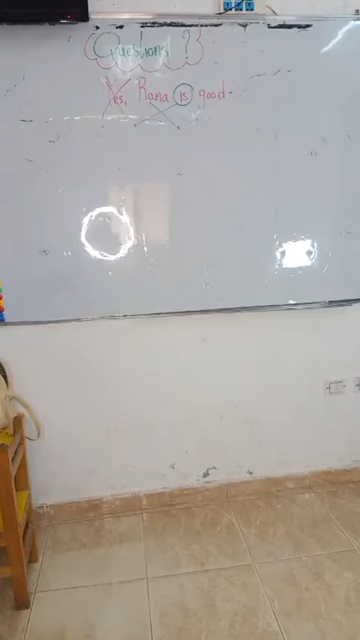 Questions ??
Yes, Rana is good.